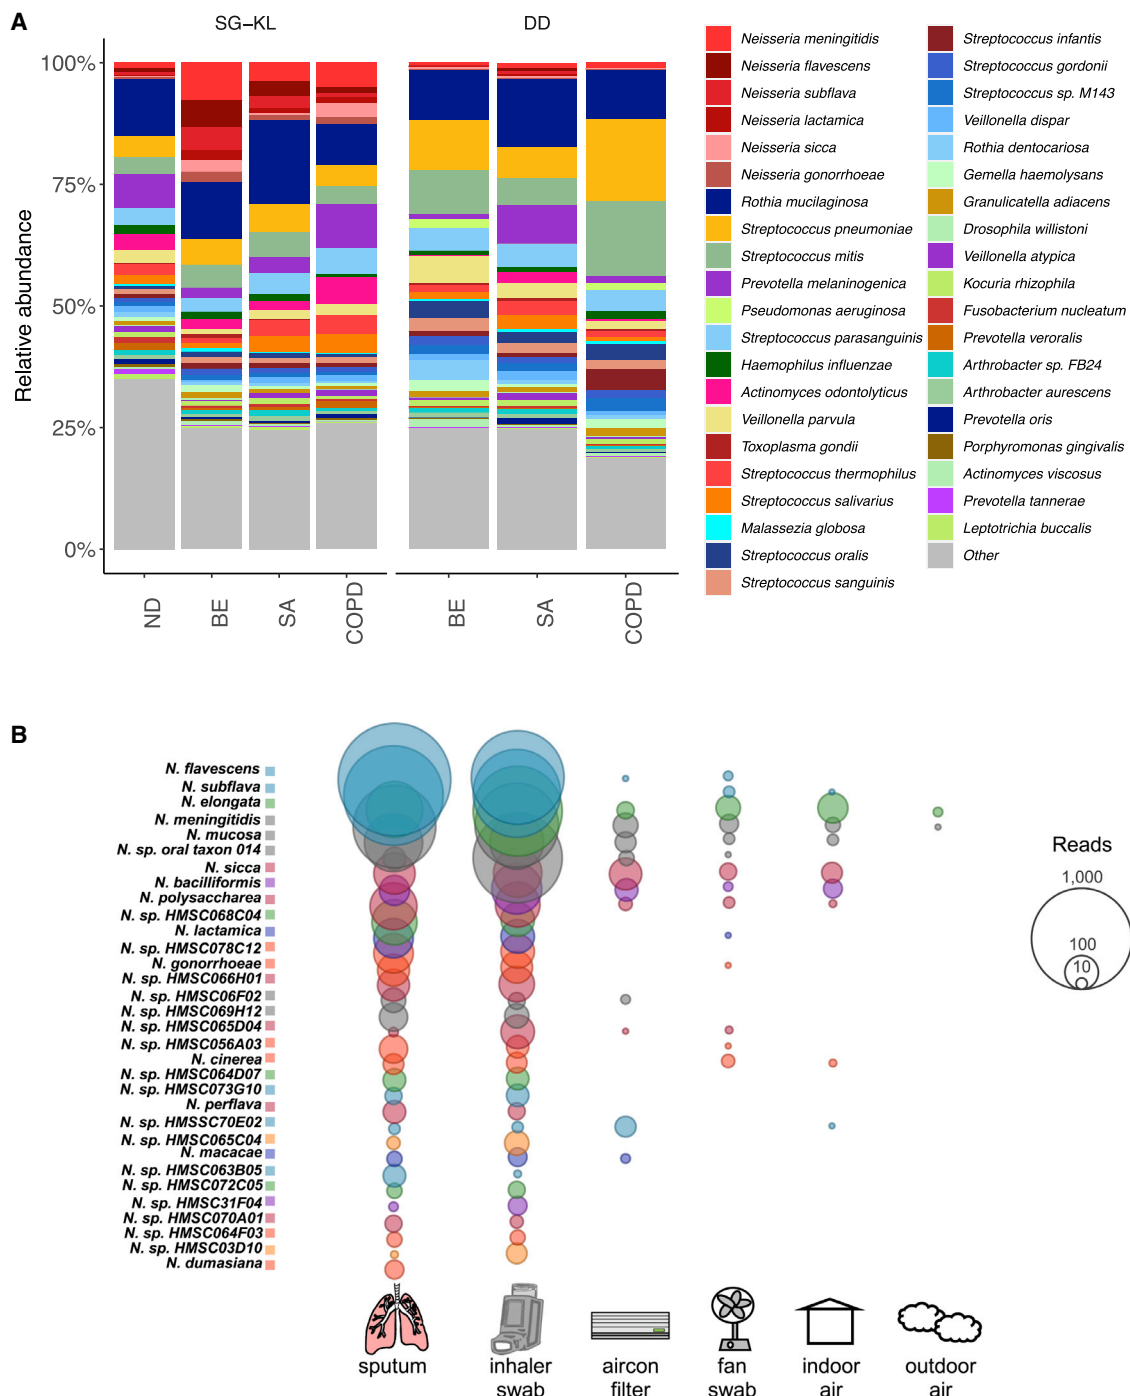 A
SG–KL
DD
Relative abundance
100%
75%
50%
25%
0%
ND
BE
SA
COPD
BE
SA
COPD
Neisseria meningitidis
Neisseria flavescens
Neisseria subflava
Neisseria lactamica
Neisseria sicca
Neisseria gonorrhoeae
Rothia mucilaginosa
Streptococcus pneumoniae
Streptococcus mitis
Prevotella melaninogenica
Pseudomonas aeruginosa
Streptococcus parasanguinis
Haemophilus influenzae
Actinomyces odontolyticus
Veillonella parvula
Toxoplasma gondii
Streptococcus thermophilus
Streptococcus salivarius
Malassezia globosa
Streptococcus oralis
Streptococcus sanguinis
Streptococcus infantis
Streptococcus gordonii
Streptococcus sp. M143
Veillonella dispar
Rothia dentocariosa
Gemella haemolysans
Granulicatella adiacens
Drosophila willistoni
Veillonella atypica
Kocuria rhizophila
Fusobacterium nucleatum
Prevotella veroralis
Arthrobacter sp. FB24
Arthrobacter aurescens
Prevotella oris
Porphyromonas gingivalis
Actinomyces viscosus
Prevotella tannerae
Leptotrichia buccalis
Other
B
N. flavescens
N. subflava
N. elongata
N. meningitidis
N. mucosa
N. sp. oral taxon 014
N. sicca
N. bacilliformis
N. polysaccharea
N. sp. HMSC068C04
N. lactamica
N. sp. HMSC078C12
N. gonorrhoeae
N. sp. HMSC066H01
N. sp. HMSC06F02
N. sp. HMSC069H12
N. sp. HMSC065D04
N. sp. HMSC056A03
N. cinerea
N. sp. HMSC064D07
N. sp. HMSC073G10
N. perflava
N. sp. HMSSC70E02
N. sp. HMSC065C04
N. macacae
N. sp. HMSC063B05
N. sp. HMSC072C05
N. sp. HMSC31F04
N. sp. HMSC070A01
N. sp. HMSC064F03
N. sp. HMSC03D10
N. dumasiana
Reads
1,000
100
10
sputum
inhaler
swab
aircon
filter
fan
swab
indoor
air
outdoor
air